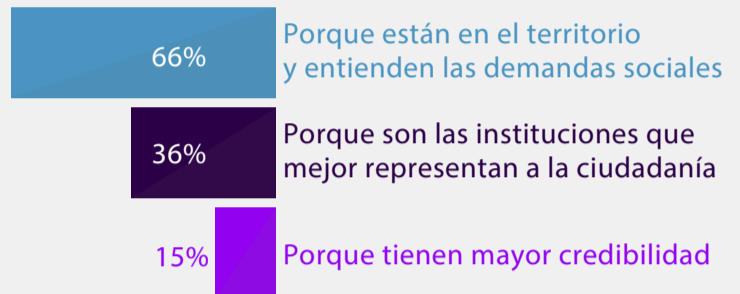 66%
Porque están en el territorio
y entienden las demandas sociales
36%
Porque son las instituciones que
mejor representan a la ciudadanía
15%
Porque tienen mayor credibilidad